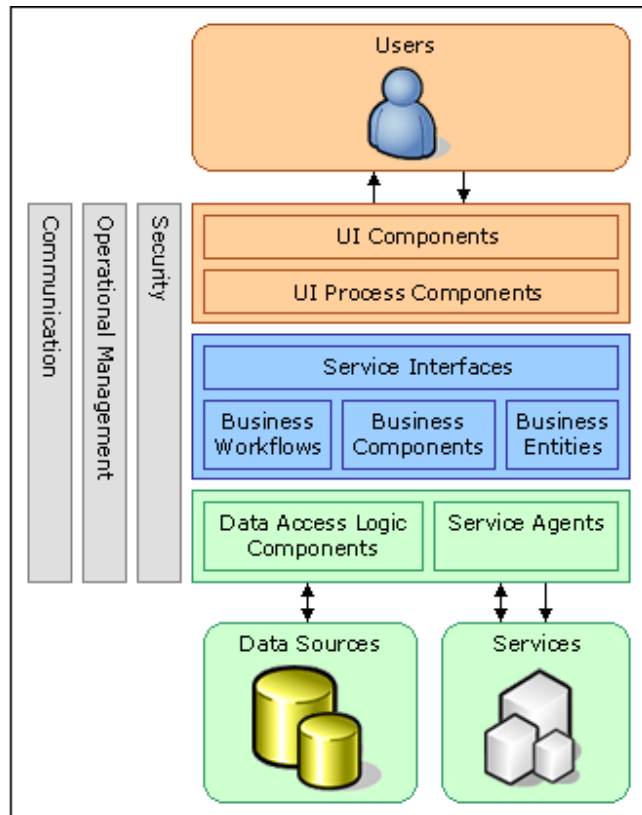 Users
Communication
Operational Management
Security
UI Components
UI Process Components
Service Interfaces
Business
Workflows
Business
Components
Business
Entities
Data Access Logic
Components
Service Agents
Data Sources
Services